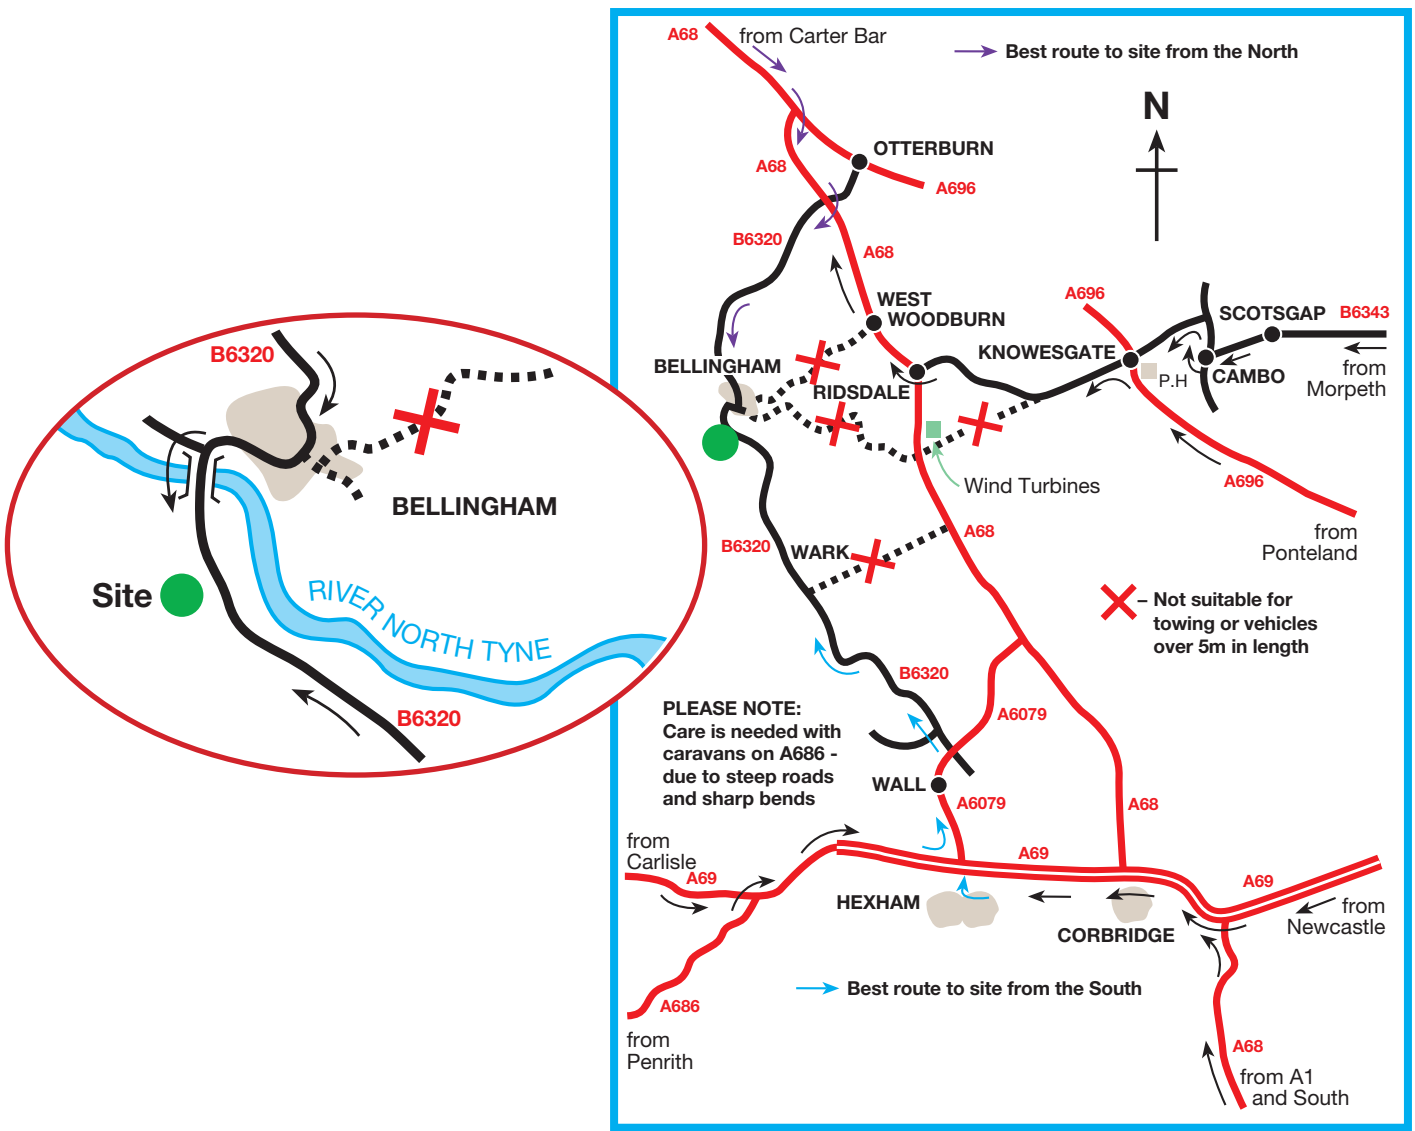 B6320
BELLINGHAM
Site
RIVER NORTH TYNE
B6320
A68
from Carter Bar
Best route to site from the North
N
OTTERBURN
A68
A696
B6320
A68
WEST
WOODBURN
A696
SCOTSGAP
B6343
KNOWESGATE
from
Morpeth
BELLINGHAM
P.H
CAMBO
RIDSDALE
Wind Turbines
A696
from
Ponteland
A68
B6320
WARK
– Not suitable for
towing or vehicles
over 5m in length
B6320
PLEASE NOTE:
Care is needed with
caravans on A686 -
due to steep roads
and sharp bends
A6079
WALL
A6079
A68
from
Carlisle
A69
A69
A69
HEXHAM
from
Newcastle
CORBRIDGE
Best route to site from the South
A686
from
Penrith
A68
from A1
and South